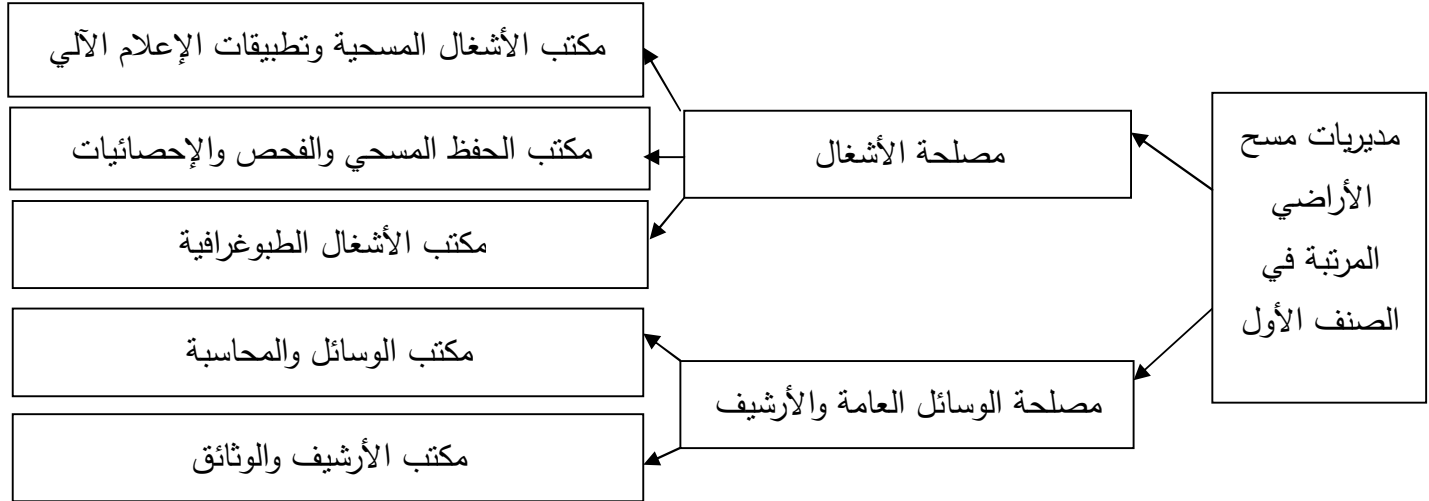 مديريات مسح
الأراضي
المرتبة في
الصنف الأول
مصلحة الأشغال
مكتب الأشغال المسحية وتطبيقات الإعلام الآلي
مكتب الحفظ المسحي والفحص والإحصائيات
مكتب الأشغال الطبوغرافية
مصلحة الوسائل العامة والأرشيف
مكتب الوسائل والمحاسبة
مكتب الأرشيف والوثائق